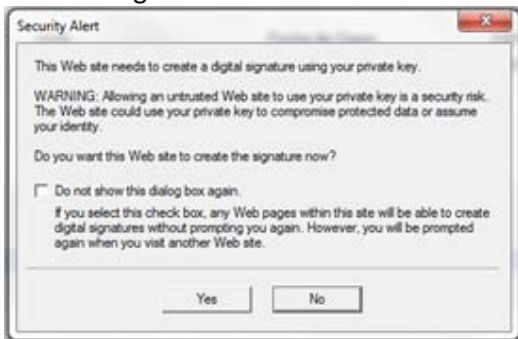 Security Alert
This Web site needs to create a digital signature using your private key.
WARNING: Allowing an untrusted Web site to use your private key is a security risk.
The Web site could use your private key to compromise protected data or assume
your identity.
Do you want this Web site to create the signature now?
Do not show this dialog box again.
If you select this check box, any Web pages within this site will be able to create
digital signatures without prompting you again. However, you will be prompted
again when you visit another Web site.
Yes No